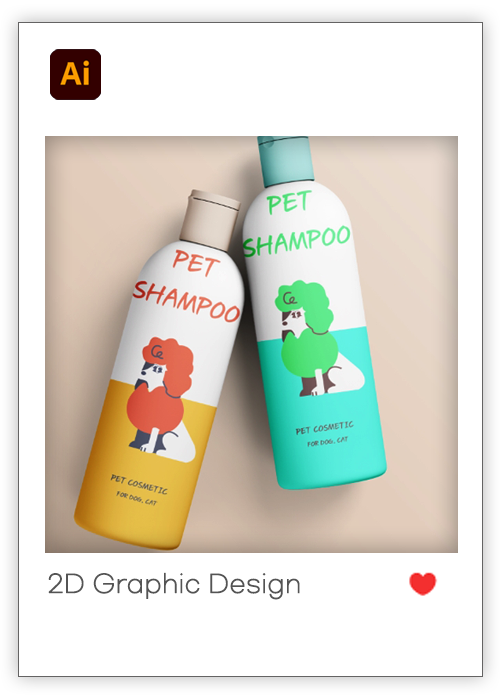 Ai
PET
SHAMPOO
PET COSMETIC
FOR DOG, CAT
PET
SHAMPOO
PET COSMETIC
FOR DOG, CAT
2D Graphic Design